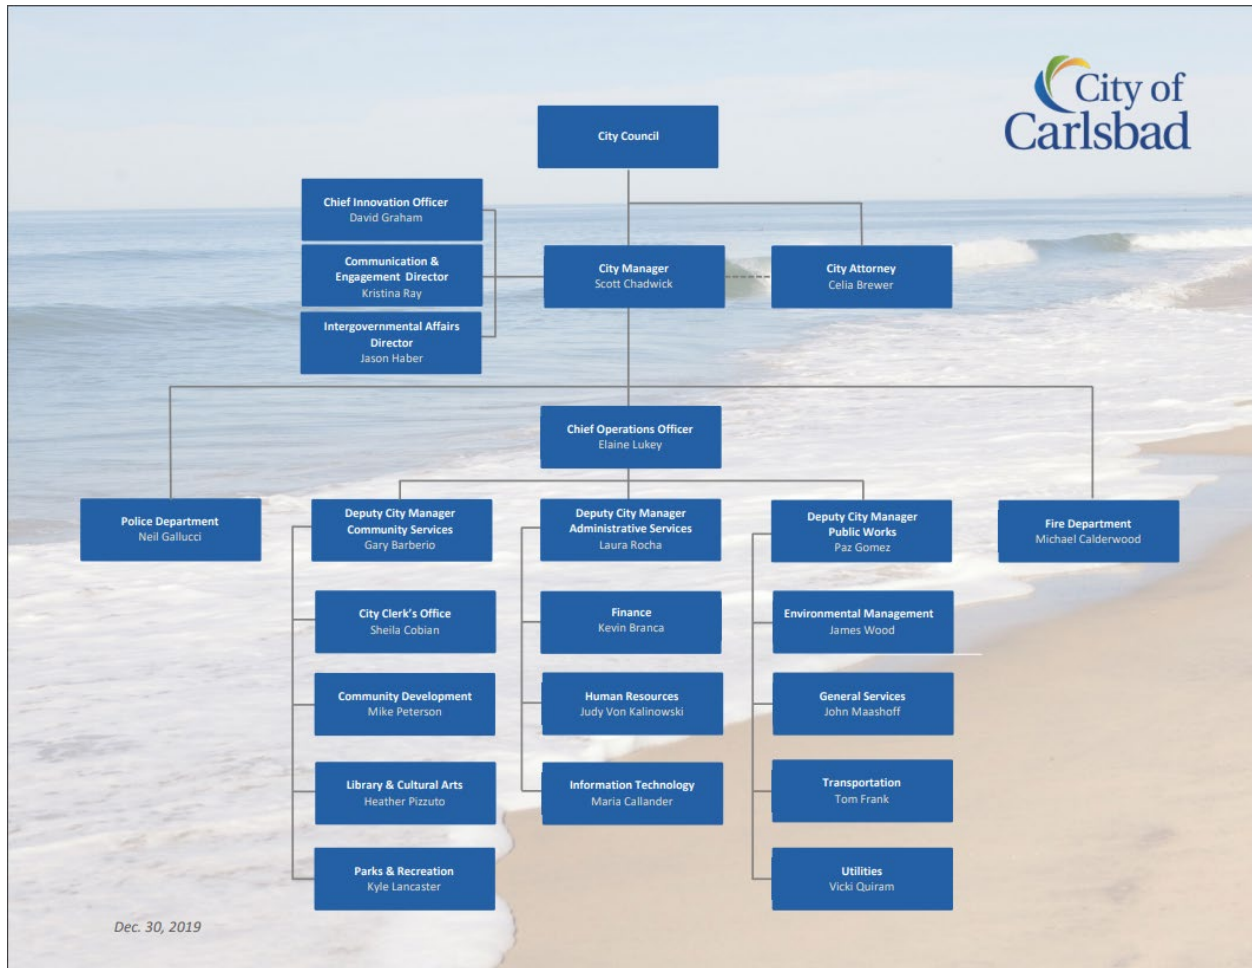 City of
Carlsbad
City Council
Chief Innovation Officer
David Graham
Communication &
Engagement Director
Kristina Ray
Intergovernmental Affairs
Director
Jason Haber
City Manager
Scott Chadwick
City Attorney
Celia Brewer
Chief Operations Officer
Elaine Lukey
Police Department
Neil Gallucci
Deputy City Manager
Community Services
Gary Barberio
Deputy City Manager
Administrative Services
Laura Rocha
Deputy City Manager
Public Works
Paz Gomez
Fire Department
Michael Calderwood
City Clerk's Office
Sheila Cobian
Finance
Kevin Branca
Environmental Management
James Wood
Community Development
Mike Peterson
Human Resources
Judy Von Kalinowski
General Services
John Maashoff
Library & Cultural Arts
Heather Pizzuto
Information Technology
Maria Callander
Transportation
Tom Frank
Parks & Recreation
Kyle Lancaster
Utilities
Vicki Quiram
Dec. 30, 2019